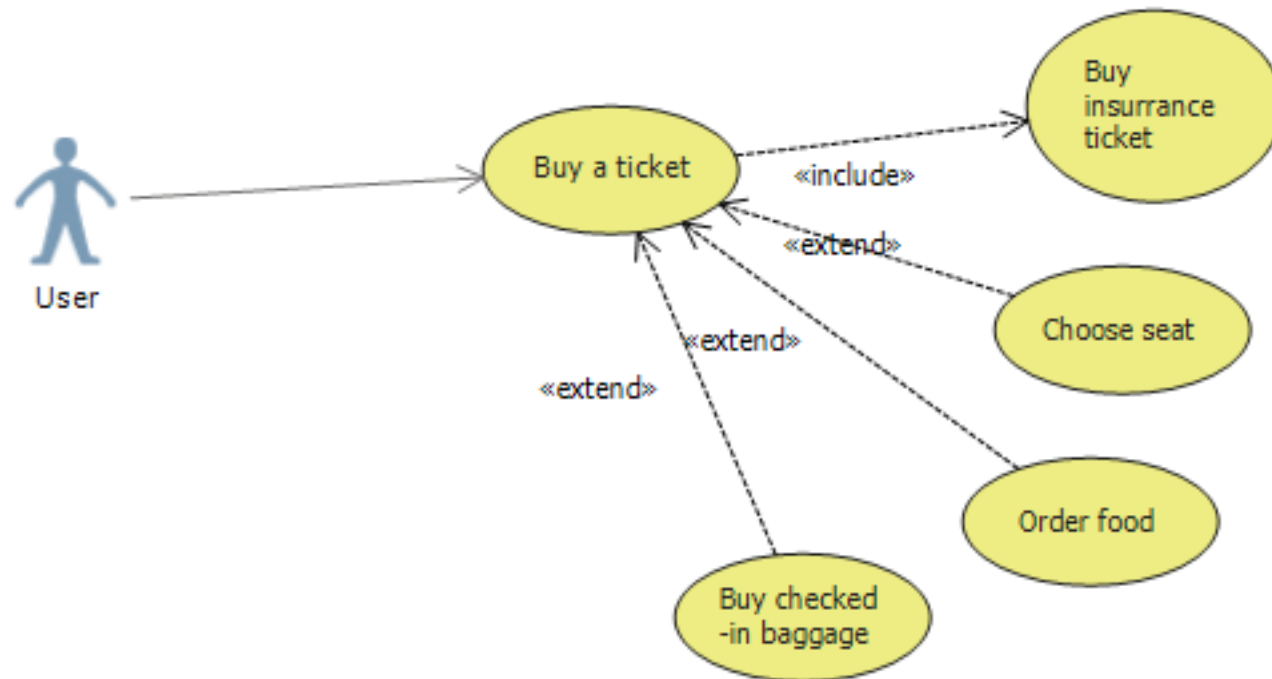 Buy
insurrance
ticket
Buy a ticket
«include»
«extend»
User
Choose seat
«extend»
«extend»
Order food
Buy checked
-in baggage